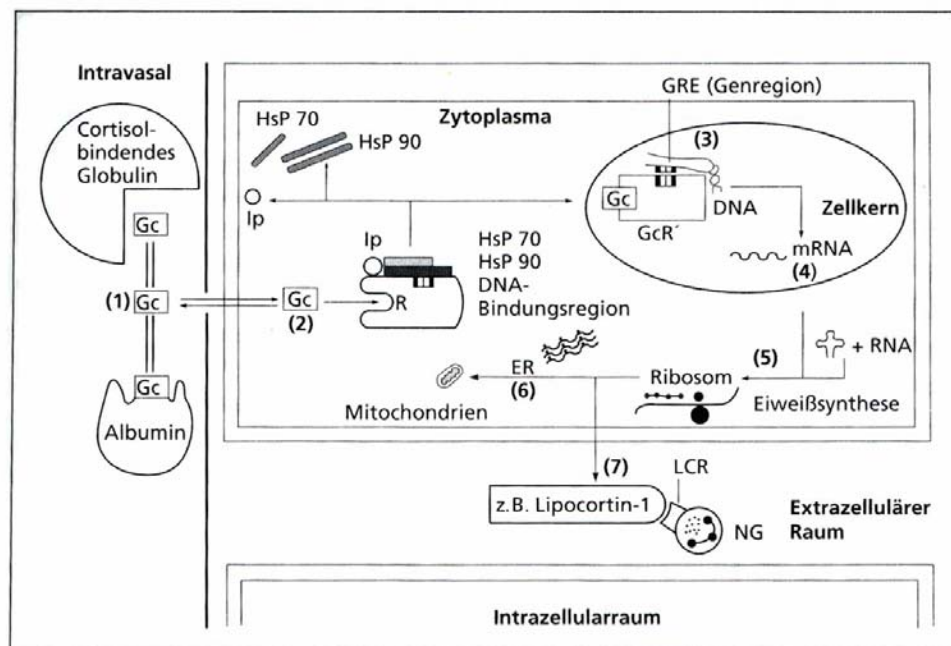 Intravasal
Cortisol-
bindendes
Globulin
Gc
(1) Gc
Gc
Albumin
Zytoplasma
HsP 70
HsP 90
Ip
Ip
HsP 70
HsP 90
DNA-
Bindungsregion
R
Gc
(2)
GRE (Genregion)
(3)
Gc
GcR´
DNA
Zellkern
mRNA
(4)
(5)
+ RNA
Ribosom
Eiweißsynthese
ER
(6)
Mitochondrien
(7)
LCR
z.B. Lipocortin-1
NG
Extrazellulärer
Raum
Intrazellularraum